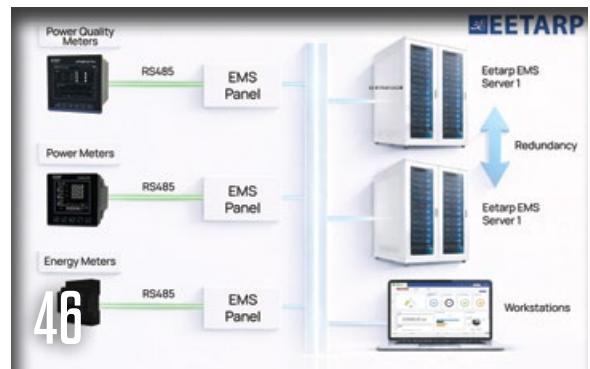 EETARP
Power Quality
Meters
RS485
EMS
Panel
Eetarp EMS
Server 1
Redundancy
Power Meters
RS485
EMS
Panel
Eetarp EMS
Server 1
Energy Meters
RS485
EMS
Panel
Workstations
46